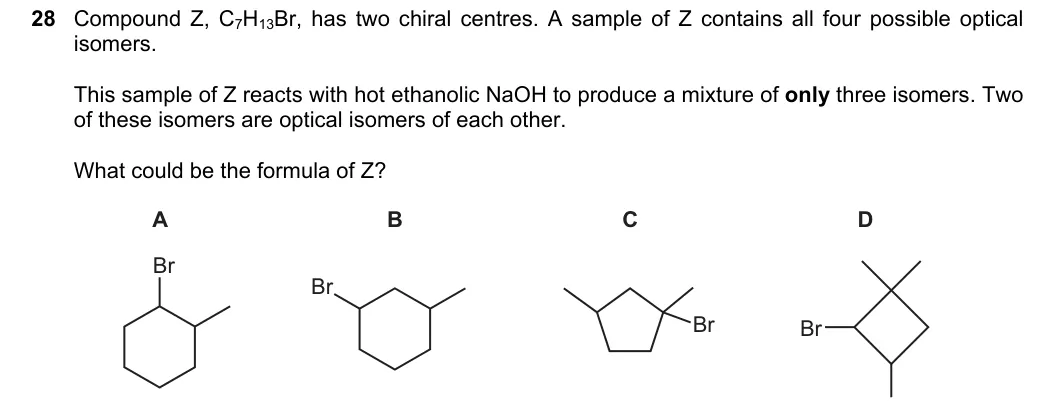 28 Compound Z, C₇H₁₃Br, has two chiral centres. A sample of Z contains all four possible optical
isomers.
This sample of Z reacts with hot ethanolic NaOH to produce a mixture of only three isomers. Two
of these isomers are optical isomers of each other.
What could be the formula of Z?
A B C D
Br
Br
Br
Br